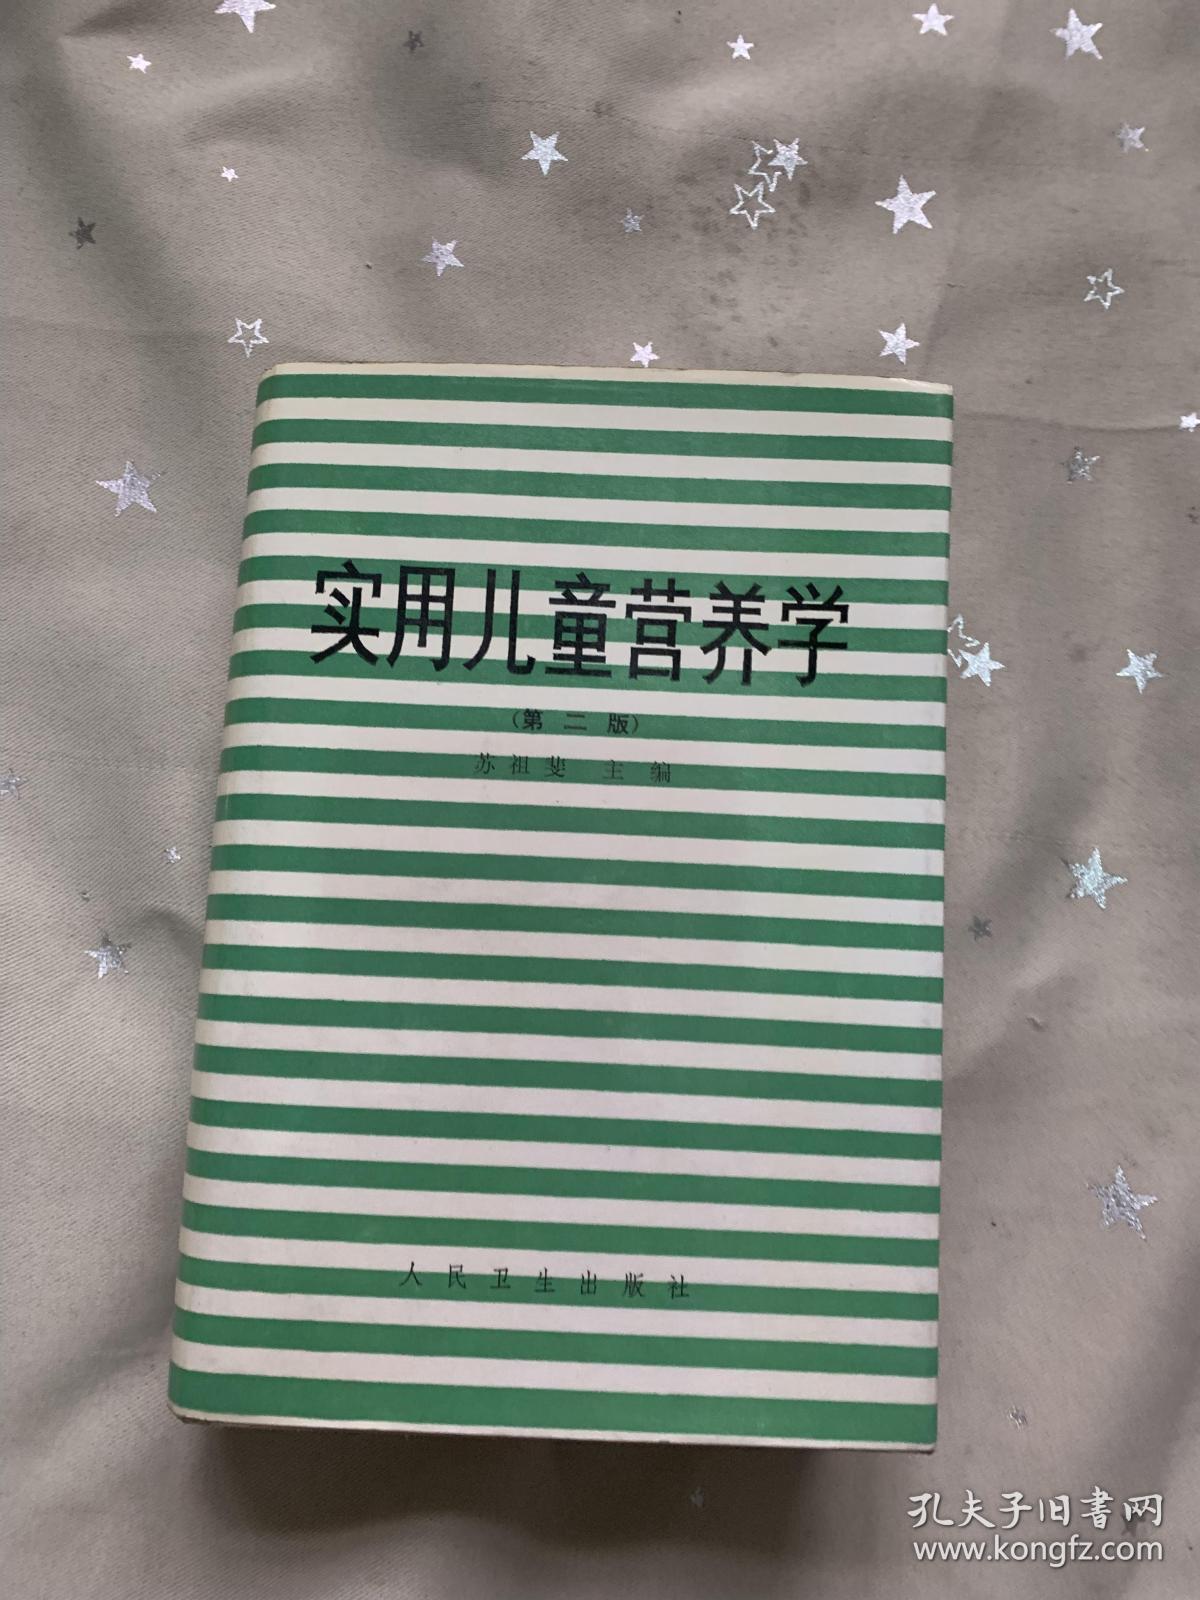 实用儿童营养学
（第二版）
苏祖斐 主编
人民卫生出版社
孔夫子旧书网
www.kongfz.com